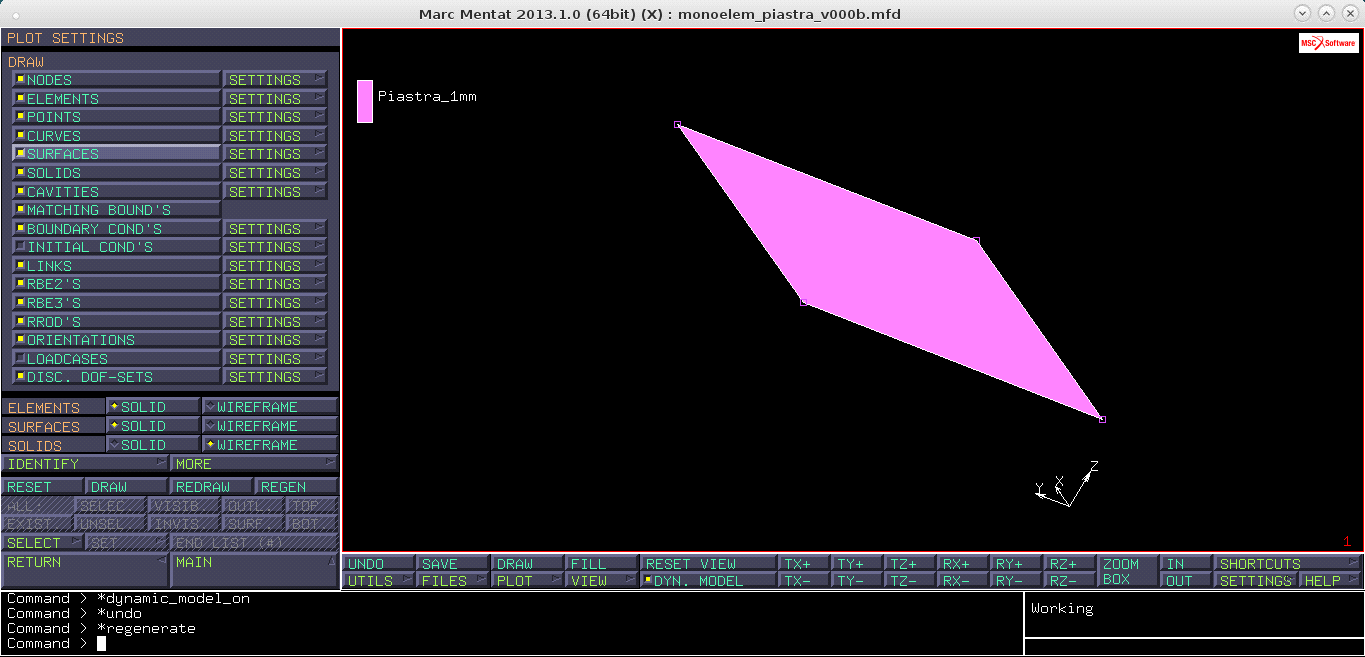 Marc Mentat 2013.1.0 (64bit) (X) : monoelem_piastra_v000b.mfd
PLOT SETTINGS
DRAW
NODES SETTINGS
ELEMENTS SETTINGS
POINTS SETTINGS
CURVES SETTINGS
SURFACES SETTINGS
SOLIDS SETTINGS
CAVITIES SETTINGS
MATCHING BOUND'S
BOUNDARY COND'S SETTINGS
INITIAL COND'S SETTINGS
LINKS SETTINGS
RBE2'S SETTINGS
RBE3'S SETTINGS
RROD'S SETTINGS
ORIENTATIONS SETTINGS
LOADCASES SETTINGS
DISC. DOF-SETS SETTINGS
ELEMENTS SOLID WIREFRAME
SURFACES SOLID WIREFRAME
SOLIDS SOLID WIREFRAME
IDENTIFY MORE
RESET DRAW REDRAW REGEN
ALL: SELEC. VISIB. OUTL. TOP
EXIST. UNSEL. INVIS. SURF. BOT.
SELECT SET END LIST (#)
RETURN MAIN
MSC Software
Piastra_1mm
Z
X
Y
1
UNDO SAVE DRAW FILL RESET VIEW TX+ TY+ TZ+ RX+ RY+ RZ+ ZOOM IN SHORTCUTS
UTILS FILES PLOT VIEW DYN. MODEL TX- TY- TZ- RX- RY- RZ- BOX OUT SETTINGS HELP
Command > *dynamic_model_on
Command > *undo
Command > *regenerate
Command >
Working